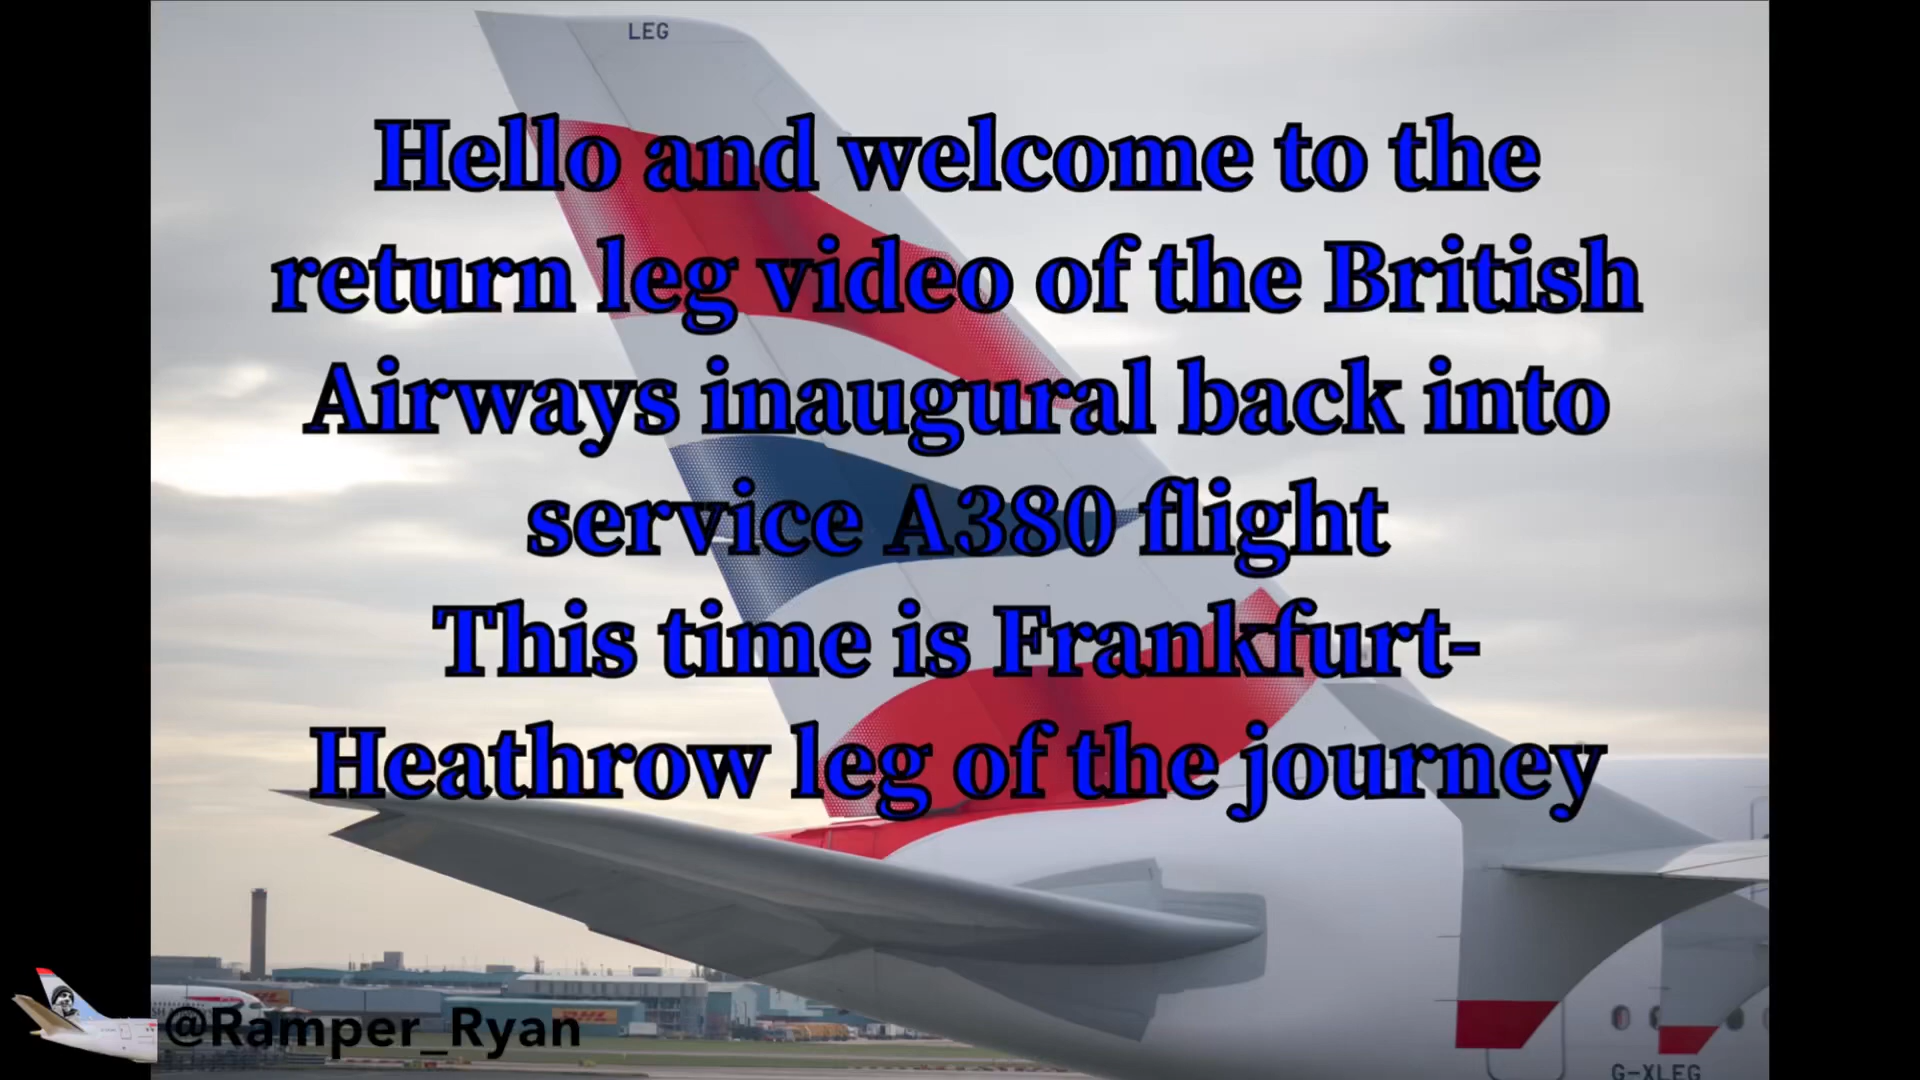 LEG
Hello and welcome to the
return leg video of the British
Airways inaugural back into
service A380 flight
This time is Frankfurt-
Heathrow leg of the journey
DHL
@Ramper_Ryan
G-XLEG